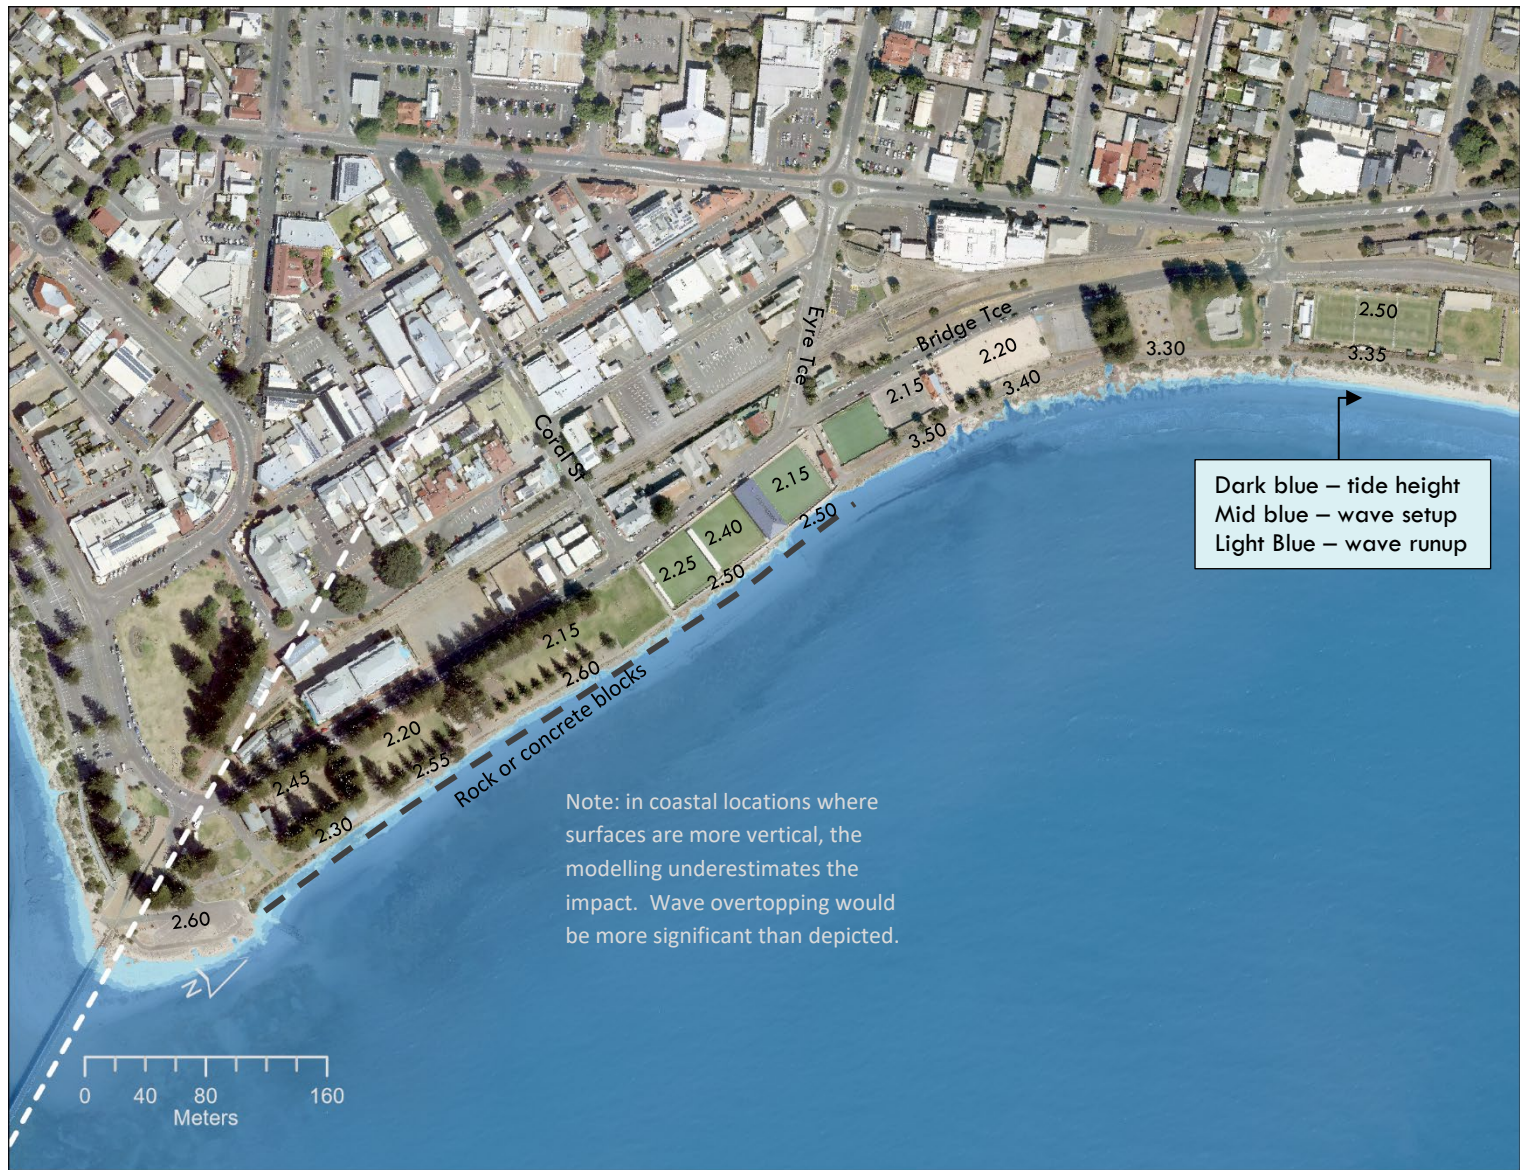 2.50
Eyre Tce
Bridge Tce
2.20
3.30
3.35
3.40
2.15
3.50
Coral St
2.15
2.50
2.40
2.25
2.50
Dark blue – tide height
Mid blue – wave setup
Light Blue – wave runup
2.15
2.60
2.20
2.55
Rock or concrete blocks
2.45
2.30
Note: in coastal locations where
surfaces are more vertical, the
modelling underestimates the
impact. Wave overtopping would
be more significant than depicted.
2.60
N
0 40 80 160
Meters